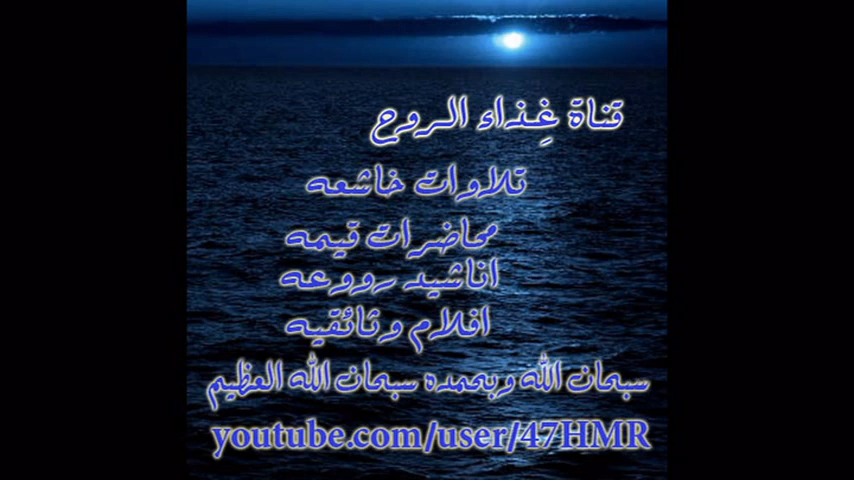 قناة غِذاء الروح
تلاوات خاشعه
محاضرات قيمه
اناشيد رووعه
افلام وثائقيه
سبحان الله وبحمده سبحان الله العظيم
youtube.com/user/47HMR